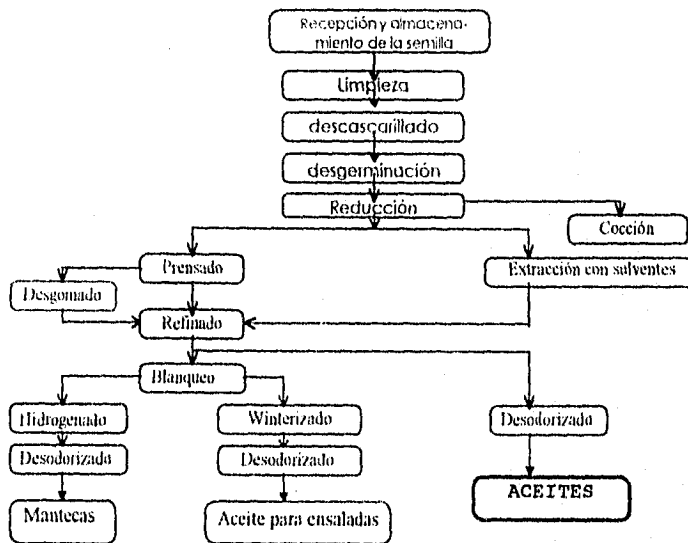 Recepción y almacena-
miento de la semilla
Limpieza
descascarillado
desgerminación
Reducción
Cocción
Prensado
Extracción con sulventes
Desgomado
Refinado
Blanqueo
Hidrogenado
Winterizado
Desodorizado
Desodorizado
Desodorizado
ACEITES
Mantecas
Aceite para ensaladas